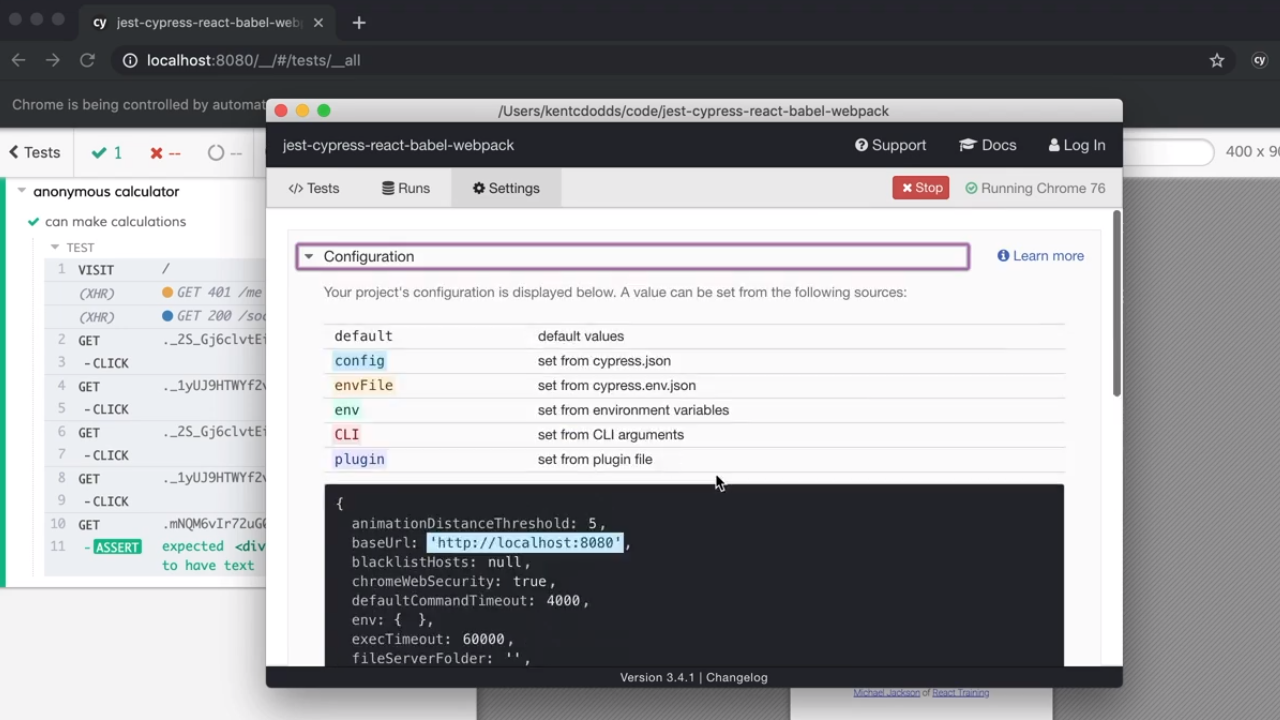 cy jest-cypress-react-babel-web
localhost:8080/__/#/tests/__all
cy
Chrome is being controlled by automat
Tests
1
--
--
400 x 90
anonymous calculator
can make calculations
TEST
1 VISIT /
(XHR) GET 401 /me
(XHR) GET 200 /soc
2 GET
3 -CLICK
4 GET
5 -CLICK
6 GET
7 -CLICK
8 GET
9 -CLICK
10 GET
11 -ASSERT expected <div
to have text
/Users/kentcdodds/code/jest-cypress-react-babel-webpack
jest-cypress-react-babel-webpack
Support
Docs
Log In
</> Tests
Runs
Settings
Stop
Running Chrome 76
Configuration
Learn more
Your project's configuration is displayed below. A value can be set from the following sources:
default default values
config set from cypress.json
envFile set from cypress.env.json
env set from environment variables
CLI set from CLI arguments
plugin set from plugin file
{
animationDistanceThreshold: 5,
baseUrl: 'http://localhost:8080',
blacklistHosts: null,
chromeWebSecurity: true,
defaultCommandTimeout: 4000,
env: { },
execTimeout: 60000,
fileServerFolder: '',
Version 3.4.1 | Changelog
Michael Jackson of React Training